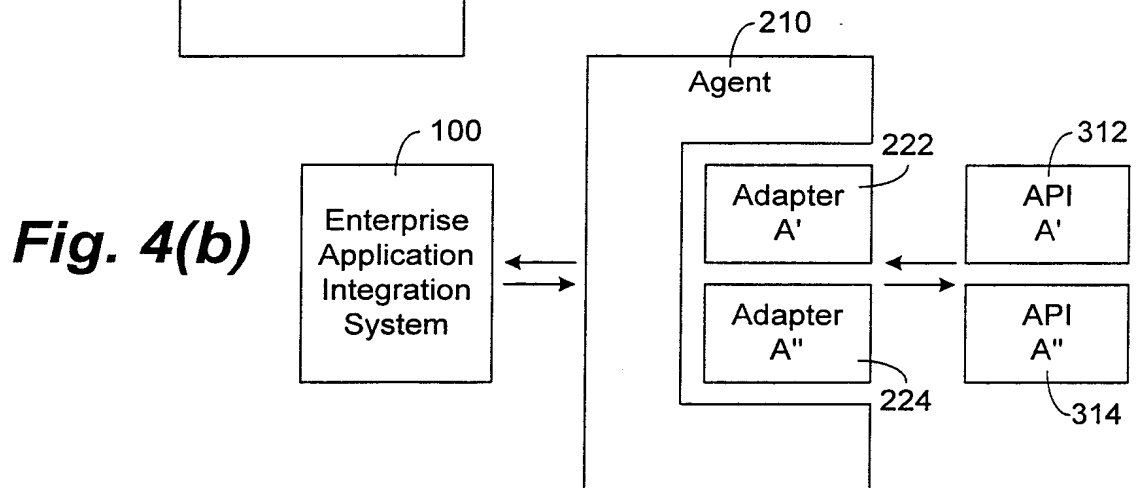 210
Agent
100
222
312
Enterprise
Application
Integration
System
Adapter
A'
API
A'
Fig. 4(b)
Adapter
A"
API
A"
224
314